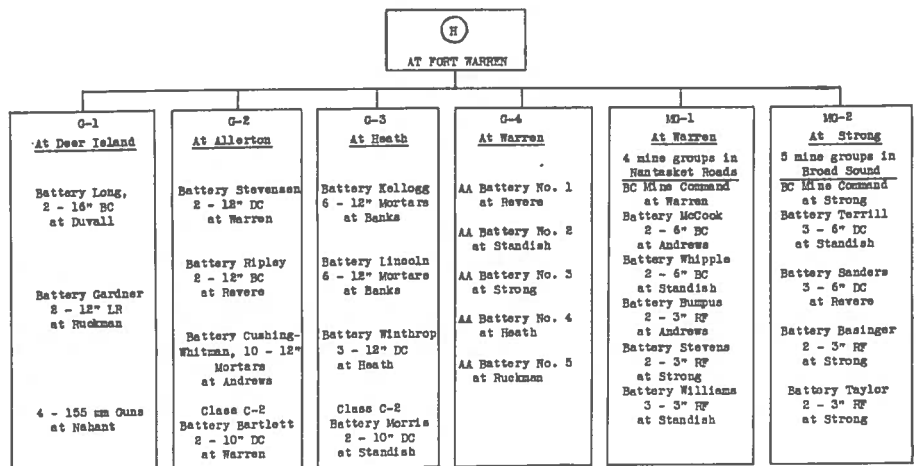 H
AT FORT WARREN
G-1
At Deer Island
Battery Long,
2 - 16" BC
at Duvall
Battery Gardner
2 - 12" LR
at Ruckman
4 - 155 mm Guns
at Nahant
G-2
At Allerton
Battery Stevensen
2 - 12" DC
at Warren
Battery Ripley
2 - 12" BC
at Revere
Battery Cushing-
Whitman, 10 - 12"
Mortars
at Andrews
Class C-2
Battery Bartlett
2 - 10" DC
at Warren
G-3
At Heath
Battery Kellogg
6 - 12" Mortars
at Banks
Battery Lincoln
6 - 12" Mortars
at Banks
Battery Winthrop
3 - 12" DC
at Heath
Class C-2
Battery Morris
2 - 10" DC
at Standish
G-4
At Warren
AA Battery No. 1
at Revere
AA Battery No. 2
at Standish
AA Battery No. 3
at Strong
AA Battery No. 4
at Heath
AA Battery No. 5
at Ruckman
MG-1
At Warren
4 mine groups in
Nantasket Roads
BC Mine Command
at Warren
Battery McCook
2 - 6" BC
at Andrews
Battery Whipple
2 - 6" BC
at Standish
Battery Bumpus
2 - 3" RF
at Andrews
Battery Stevens
2 - 3" RF
at Strong
Battery Williams
3 - 3" RF
at Standish
MG-2
At Strong
5 mine groups in
Broad Sound
BC Mine Command
at Strong
Battery Terrill
3 - 6" DC
at Standish
Battery Sanders
3 - 6" DC
at Revere
Battery Basinger
2 - 3" RF
at Strong
Battery Taylor
2 - 3" RF
at Strong